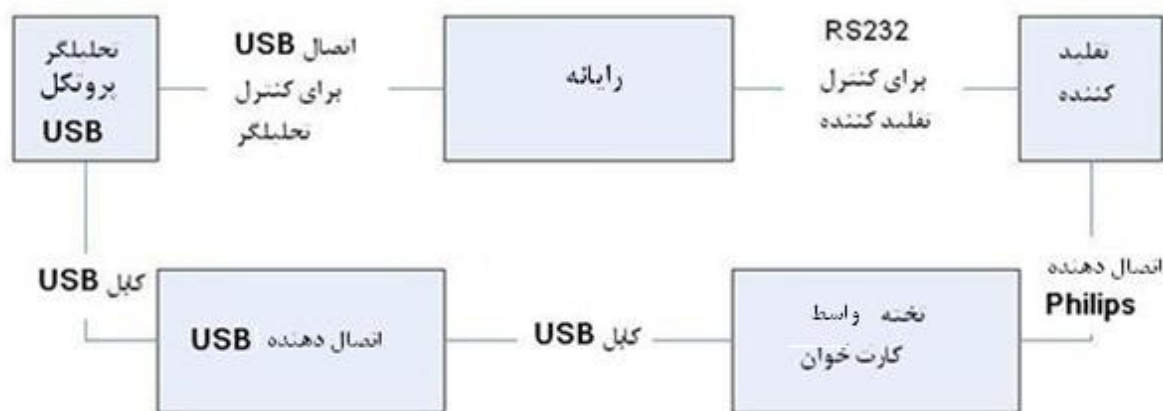 تحلیلگر
پروتکل
USB
اتصال USB
برای کنترل
تحلیلگر
رایانه
RS232
برای کنترل
تقلید کننده
تقلید
کننده
کابل USB
اتصال دهنده USB
کابل USB
تخته واسط
کارت خوان
اتصال دهنده
Philips